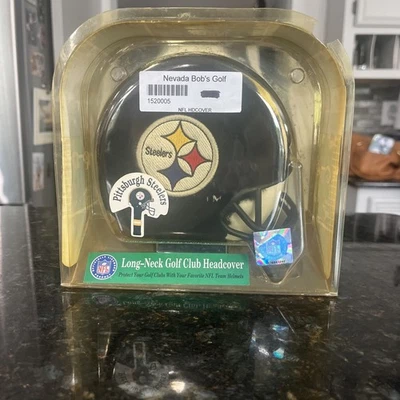 Nevada Bob's Golf
1520005
NFL HDCOVER
Steelers
Pittsburgh Steelers
NFL
Long-Neck Golf Club Headcover
Protect Your Golf Clubs With Your Favorite NFL Team Helmets